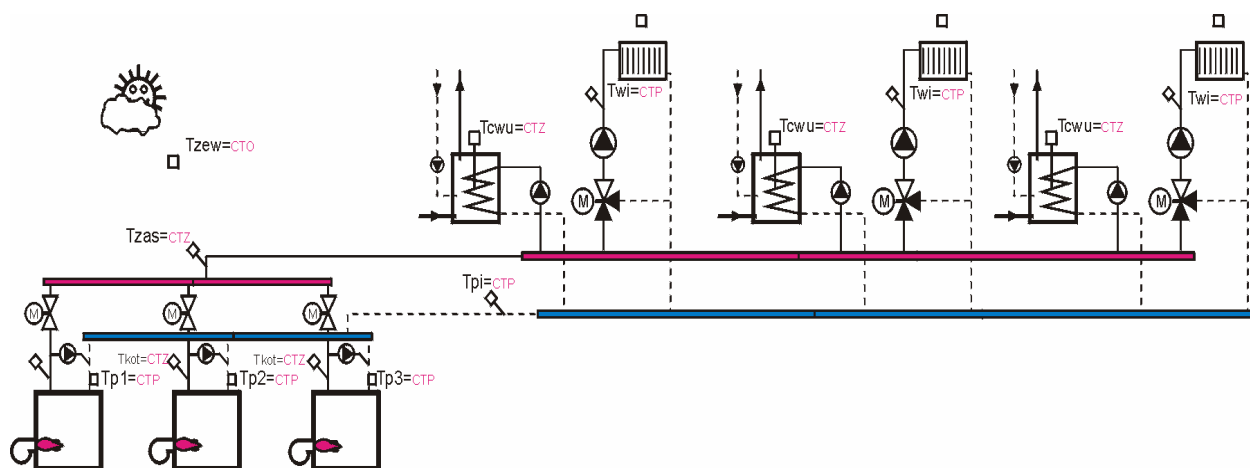 Twi=CTP
Twi=CTP
Twi=CTP
Tcwu=CTZ
Tcwu=CTZ
Tcwu=CTZ
Tzew=CTO
M
M
M
Tzas=CTZ
Tpi=CTP
M
M
M
Tkot=CTZ
Tkot=CTZ
Tp1=CTP
Tp2=CTP
Tp3=CTP